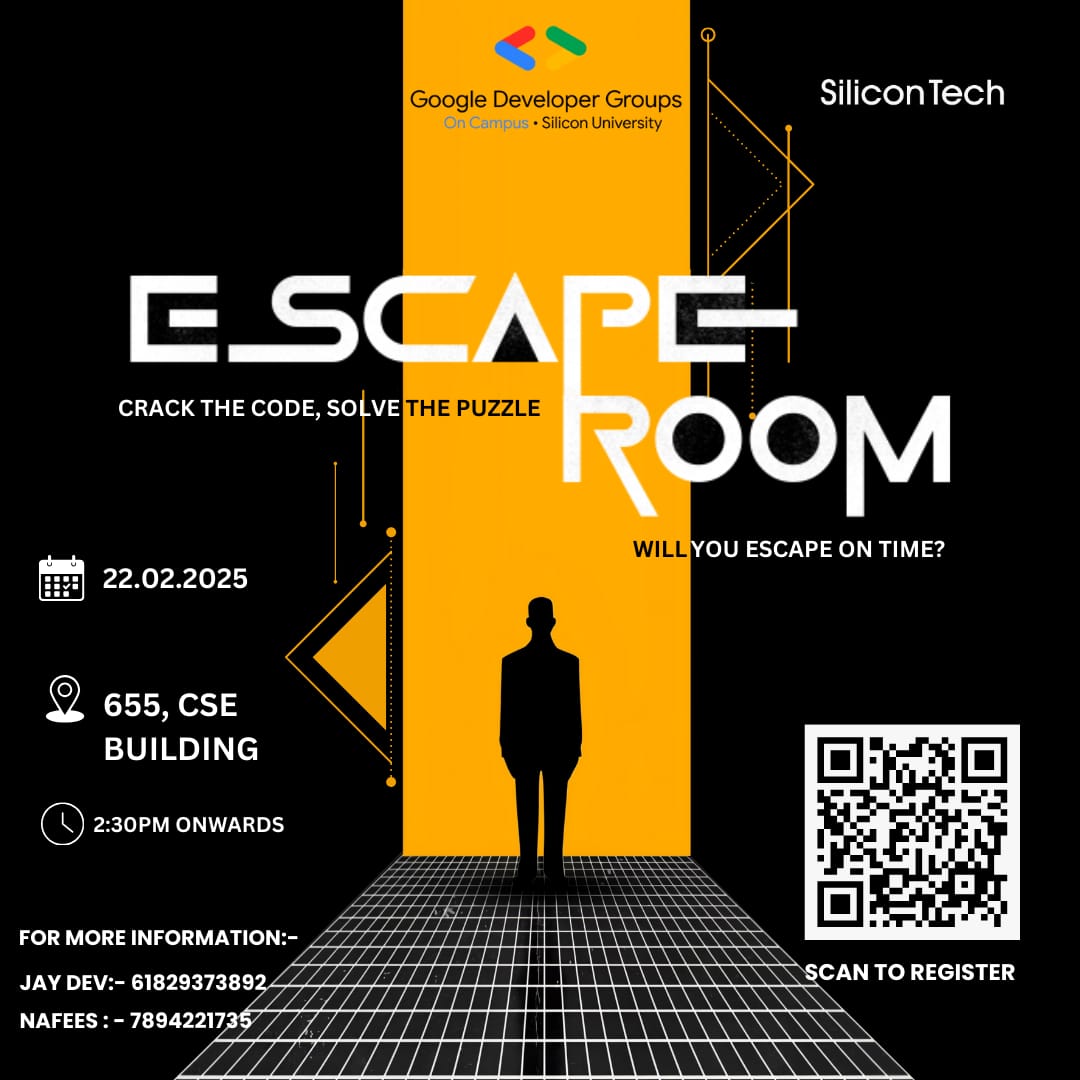 Google Developer Groups
On Campus • Silicon University
SiliconTech
ESCAPE
ROOM
CRACK THE CODE, SOLVE THE PUZZLE
WILL YOU ESCAPE ON TIME?
22.02.2025
655, CSE
BUILDING
2:30PM ONWARDS
FOR MORE INFORMATION:-
JAY DEV:- 61829373892
NAFEES : - 7894221735
SCAN TO REGISTER